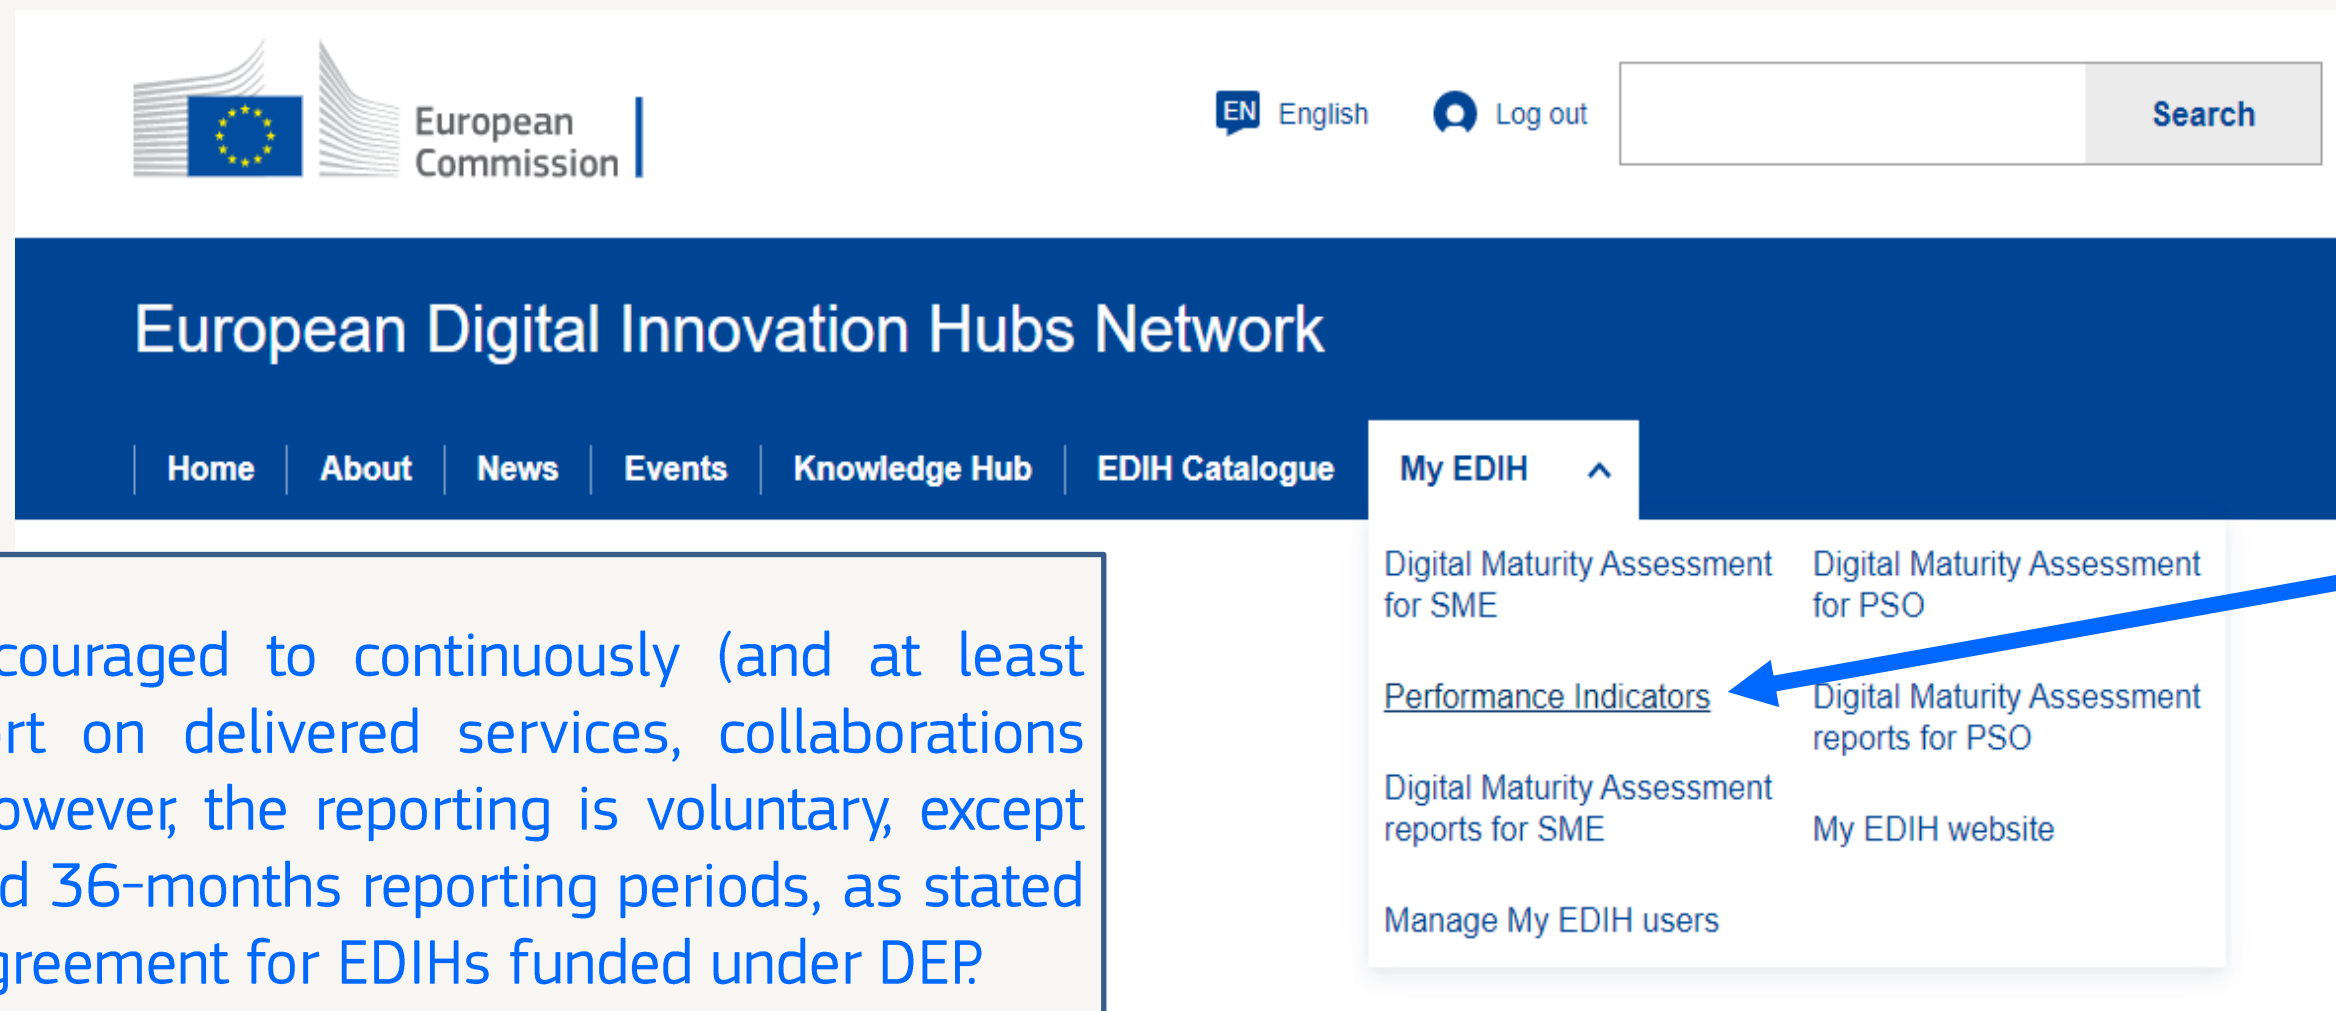 European
Commission
EN English
Log out
Search
European Digital Innovation Hubs Network
Home About News Events Knowledge Hub EDIH Catalogue My EDIH
Digital Maturity Assessment
for SME
Digital Maturity Assessment
for PSO
Performance Indicators
Digital Maturity Assessment
reports for PSO
Digital Maturity Assessment
reports for SME
My EDIH website
Manage My EDIH users
to continuously (and at least
on delivered services, collaborations
the reporting is voluntary, except
36-months reporting periods, as stated
for EDIHs funded under DEP.